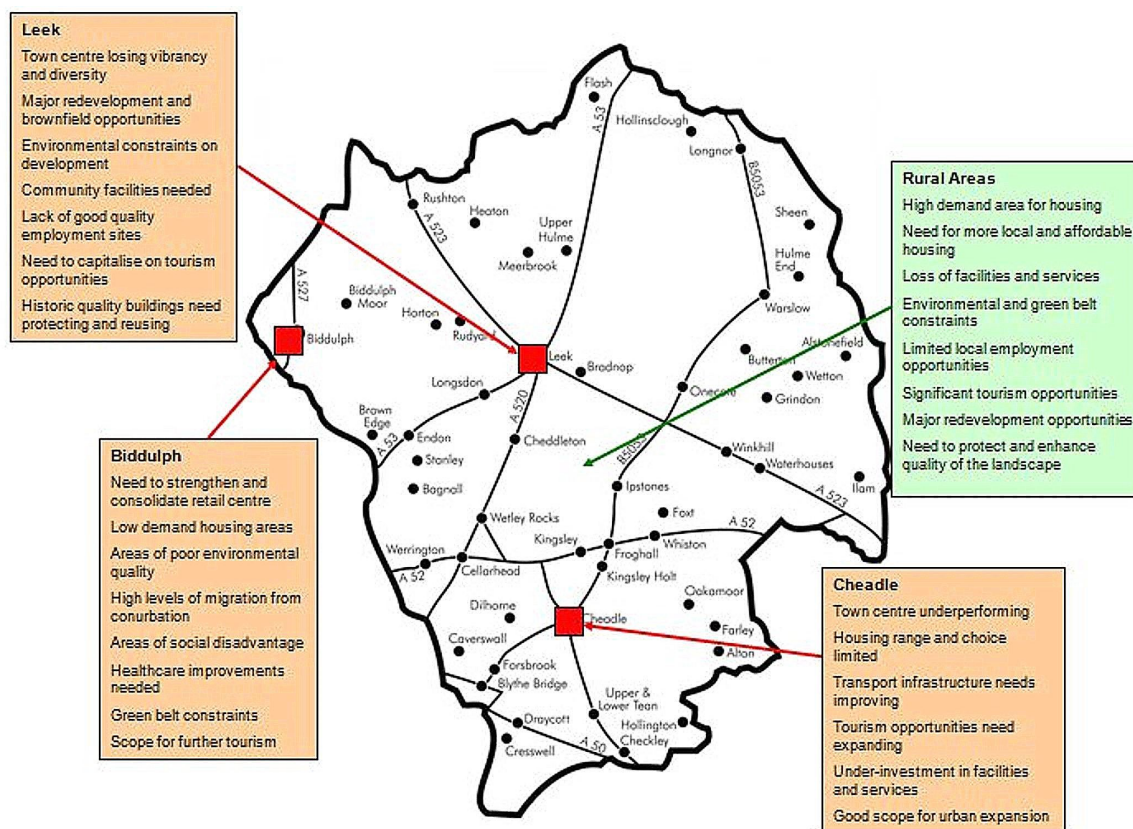 Leek
Town centre losing vibrancy
and diversity
Major redevelopment and
brownfield opportunities
Environmental constraints on
development
Community facilities needed
Lack of good quality
employment sites
Need to capitalise on tourism
opportunities
Historic quality buildings need
protecting and reusing
Rural Areas
High demand area for housing
Need for more local and affordable
housing
Loss of facilities and services
Environmental and green belt
constraints
Limited local employment
opportunities
Significant tourism opportunities
Major redevelopment opportunities
Need to protect and enhance
quality of the landscape
Biddulph
Need to strengthen and
consolidate retail centre
Low demand housing areas
Areas of poor environmental
quality
High levels of migration from
conurbation
Areas of social disadvantage
Healthcare improvements
needed
Green belt constraints
Scope for further tourism
Cheadle
Town centre underperforming
Housing range and choice
limited
Transport infrastructure needs
improving
Tourism opportunities need
expanding
Under-investment in facilities
and services
Good scope for urban expansion
Flash
A 53
Hollinsclough
Longnor
B5053
Rushton
A 523
Heaton
Upper
Hulme
Meerbrook
Sheen
Hulme
End
Warslow
A 527
Biddulph
Moor
Horton
Rudyard
Biddulph
Leek
Bradnop
Butterton
Alstonefield
Wetton
Grindon
Onecote
Longsdon
A 520
Brown
Edge
Endon
A 53
Stanley
Bagnall
Cheddleton
B5053
Winkhill
Waterhouses
A 523
Ilam
Ipstones
Foxt
A 52
Wetley Rocks
Kingsley
Froghall
Whiston
Werrington
A 52
Cellarhead
Kingsley Holt
Dilhorne
Cheadle
Oakamoor
Farley
Alton
Caverswall
Forsbrook
Blythe Bridge
Upper &
Lower Tean
Draycott
Cresswell
A 50
Hollington
Checkley